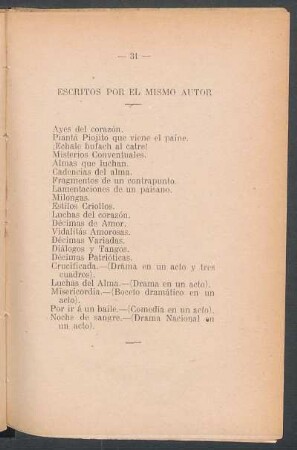 — 31 —
ESCRITOS POR EL MISMO AUTOR
Ayes del corazón.
Piantá Piojito que viene el paine.
¡Echale bufach al catre!
Misterios Conventuales.
Almas que luchan.
Cadencias del alma.
Fragmentos de un contrapunto.
Lamentaciones de un paisano.
Milongas.
Estilos Criollos.
Luchas del corazón.
Décimas de Amor.
Vidalitas Amorosas.
Décimas Variadas.
Diálogos y Tangos.
Décimas Patrióticas.
Crucificada.—(Dráma en un acto y tres
cuadros).
Luchas del Alma.—(Drama en un acto).
Misericordia.—(Boceto dramático en un
acto).
Por ir á un baile.—(Comedia en un acto).
Noche de sangre.—(Drama Nacional en
un acto).